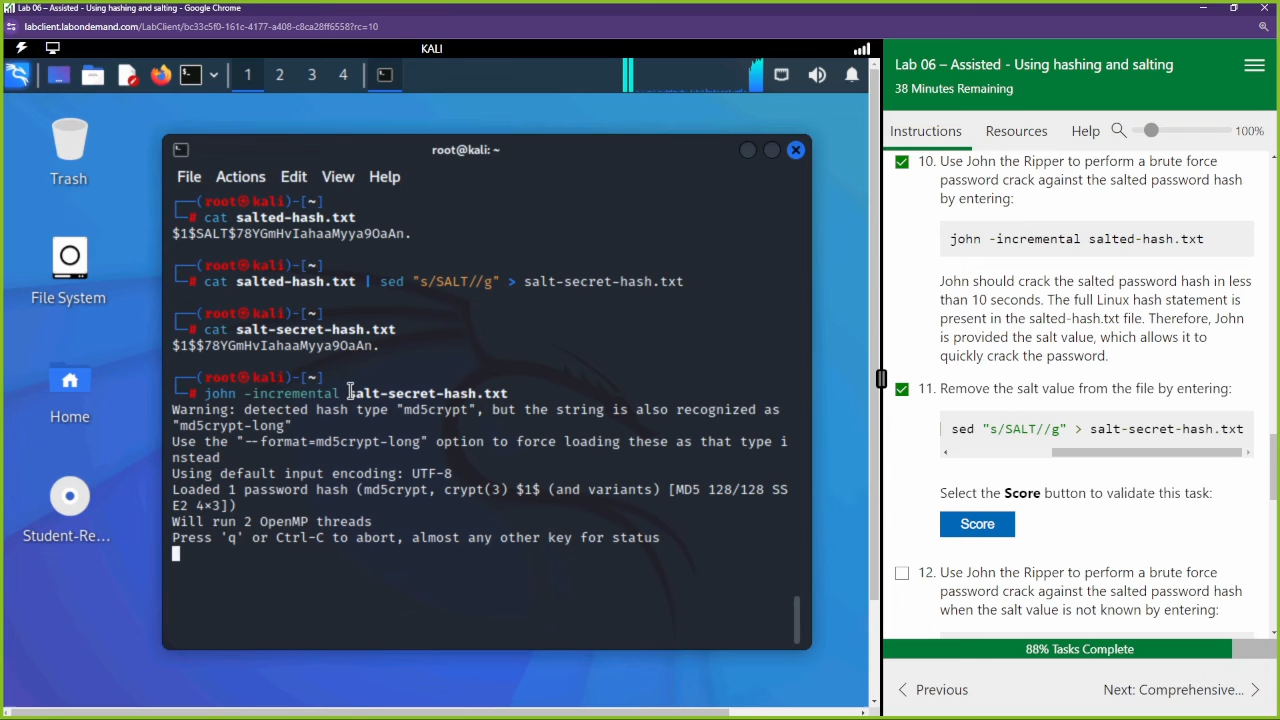 Lab 06 – Assisted - Using hashing and salting - Google Chrome
labclient.labondemand.com/LabClient/bc33c5f0-161c-4177-a408-c8ca28ff6558?rc=10
KALI
1 2 3 4
Trash
File System
Home
Student-Re...
root@kali: ~
File Actions Edit View Help
┌──(root㉿kali)-[~]
└─# cat salted-hash.txt
$1$SALT$78YGmHvIahaaMyya9OaAn.
┌──(root㉿kali)-[~]
└─# cat salted-hash.txt | sed "s/SALT//g" > salt-secret-hash.txt
┌──(root㉿kali)-[~]
└─# cat salt-secret-hash.txt
$1$$78YGmHvIahaaMyya9OaAn.
┌──(root㉿kali)-[~]
└─# john -incremental salt-secret-hash.txt
Warning: detected hash type "md5crypt", but the string is also recognized as
"md5crypt-long"
Use the "--format=md5crypt-long" option to force loading these as that type i
nstead
Using default input encoding: UTF-8
Loaded 1 password hash (md5crypt, crypt(3) $1$ (and variants) [MD5 128/128 SS
E2 4×3])
Will run 2 OpenMP threads
Press 'q' or Ctrl-C to abort, almost any other key for status
Lab 06 – Assisted - Using hashing and salting
38 Minutes Remaining
Instructions Resources Help 100%
10. Use John the Ripper to perform a brute force
password crack against the salted password hash
by entering:
john -incremental salted-hash.txt
John should crack the salted password hash in less
than 10 seconds. The full Linux hash statement is
present in the salted-hash.txt file. Therefore, John
is provided the salt value, which allows it to
quickly crack the password.
11. Remove the salt value from the file by entering:
| sed "s/SALT//g" > salt-secret-hash.txt
Select the Score button to validate this task:
Score
12. Use John the Ripper to perform a brute force
password crack against the salted password hash
when the salt value is not known by entering:
88% Tasks Complete
Previous
Next: Comprehensive...